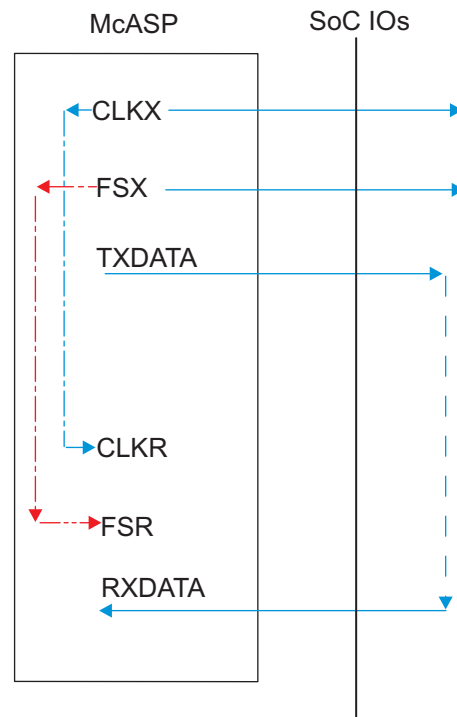 McASP
SoC IOs
CLKX
FSX
TXDATA
CLKR
FSR
RXDATA